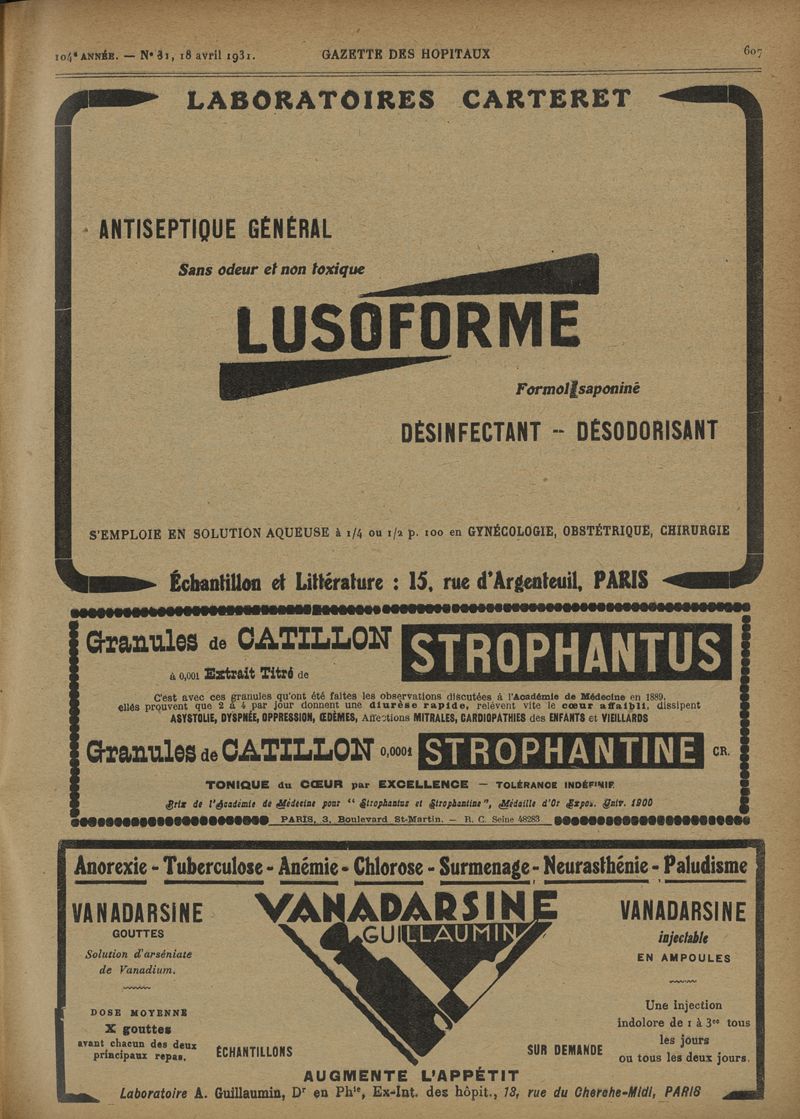 104e ANNÉE. — No 31, 18 avril 1931. GAZETTE DES HOPITAUX 607
LABORATOIRES CARTERET
ANTISEPTIQUE GÉNÉRAL
Sans odeur et non toxique
LUSOFORME
Formol saponiné
DÉSINFECTANT -- DÉSODORISANT
S'EMPLOIE EN SOLUTION AQUEUSE à 1/4 ou 1/2 p. 100 en GYNÉCOLOGIE, OBSTÉTRIQUE, CHIRURGIE
Échantillon et Littérature : 15, rue d'Argenteuil, PARIS
Granules de CATILLON STROPHANTUS
à 0,001 Extrait Titré de
C'est avec ces granules qu'ont été faites les observations discutées à l'Académie de Médecine en 1889,
elles prouvent que 2 à 4 par jour donnent une diurèse rapide, relèvent vite le cœur affaibli, dissipent
ASYSTOLIE, DYSPNÉE, OPPRESSION, ŒDÈMES, Affections MITRALES, CARDIOPATHIES des ENFANTS et VIEILLARDS
Granules de CATILLON 0,0001 STROPHANTINE CR.
TONIQUE du CŒUR par EXCELLENCE — TOLÉRANCE INDÉFINIE
Prix de l'Académie de Médecine pour "Strophantus et Strophantine", Médaille d'Or Expos. Univ. 1900
PARIS, 3, Boulevard St-Martin. — R. C. Seine 48283
Anorexie - Tuberculose - Anémie - Chlorose - Surmenage - Neurasthénie - Paludisme
VANADARSINE
GOUTTES
Solution d'arséniate
de Vanadium.
DOSE MOYENNE
X gouttes
avant chacun des deux
principaux repas.
VANADARSINE
GUILLAUMIN
VANADARSINE
injectable
EN AMPOULES
Une Injection
indolore de 1 à 3cc tous
les jours
ou tous les deux jours.
ÉCHANTILLONS SUR DEMANDE
AUGMENTE L'APPÉTIT
Laboratoire A. Guillaumin, Dr en Phie, Ex-Int. des hôpit., 13, rue du Cherche-Midi, PARIS